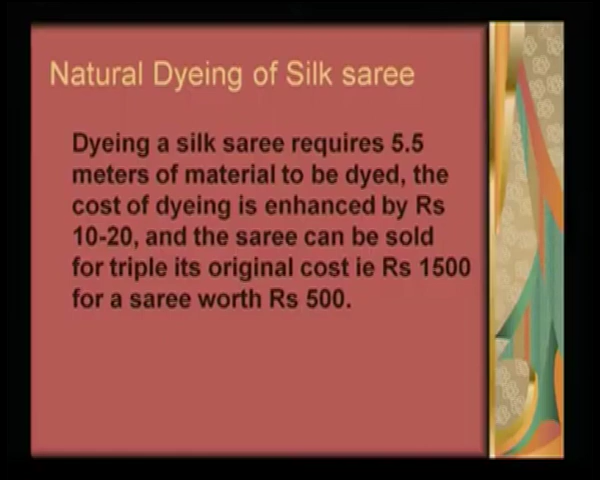 Natural Dyeing of Silk saree
Dyeing a silk saree requires 5.5
meters of material to be dyed, the
cost of dyeing is enhanced by Rs
10-20, and the saree can be sold
for triple its original cost ie Rs 1500
for a saree worth Rs 500.